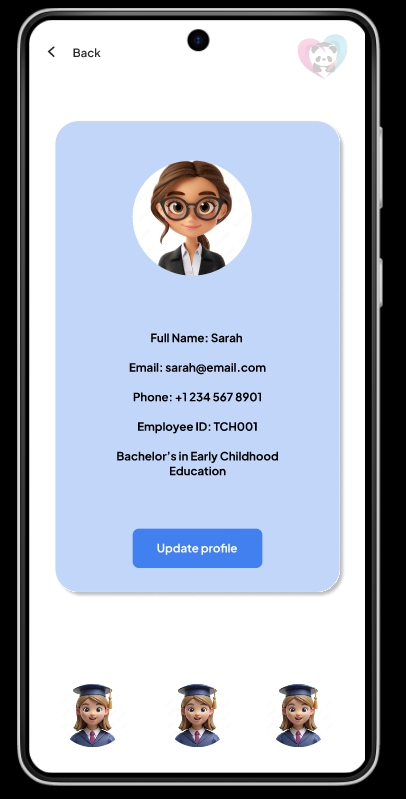 Back
Full Name: Sarah
Email: sarah@email.com
Phone: +1 234 567 8901
Employee ID: TCH001
Bachelor's in Early Childhood
Education
Update profile